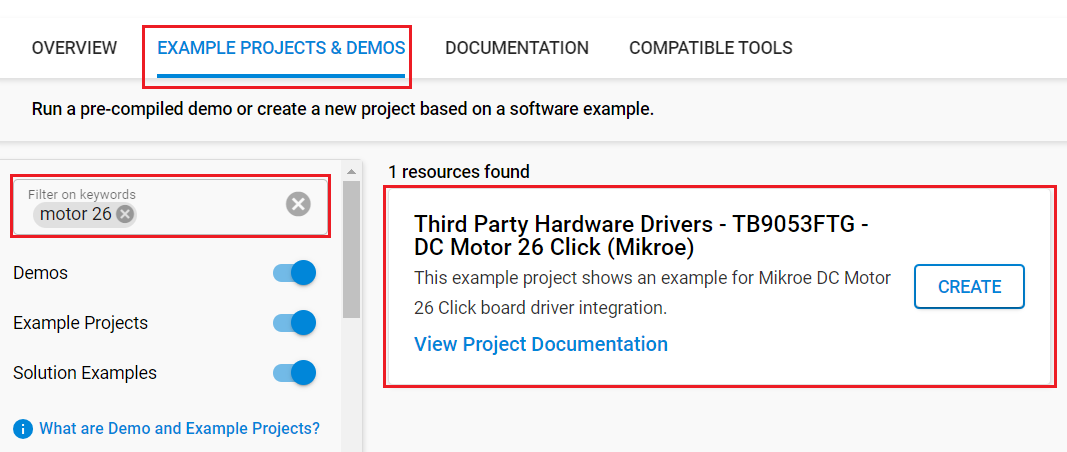 OVERVIEW EXAMPLE PROJECTS & DEMOS DOCUMENTATION COMPATIBLE TOOLS
Run a pre-compiled demo or create a new project based on a software example.
Filter on keywords
motor 26
Demos
Example Projects
Solution Examples
What are Demo and Example Projects?
1 resources found
Third Party Hardware Drivers - TB9053FTG -
DC Motor 26 Click (Mikroe)
This example project shows an example for Mikroe DC Motor
26 Click board driver integration.
CREATE
View Project Documentation